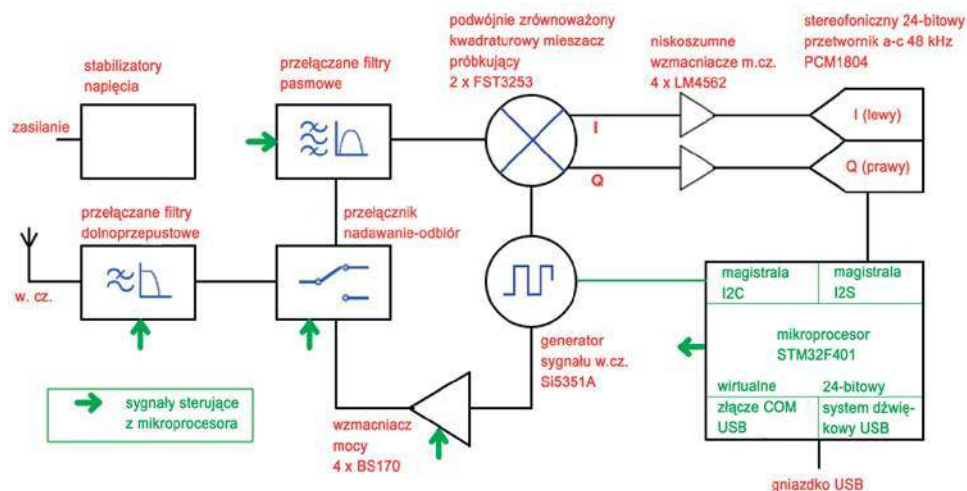 podwójnie zrównoważony
kwadraturowy mieszacz
próbkujący
2 x FST3253
stereofoniczny 24-bitowy
przetwornik a-c 48 kHz
PCM1804
niskoszumne
wzmacniacze m.cz.
4 x LM4562
przełączane filtry
pasmowe
stabilizatory
napięcia
zasilanie
I
I (lewy)
Q
Q (prawy)
przełączane filtry
dolnoprzepustowe
przełącznik
nadawanie-odbiór
w. cz.
generator
sygnału w.cz.
Si5351A
magistrala
I2C
magistrala
I2S
mikroprocesor
STM32F401
wirtualne
złącze COM
USB
24-bitowy
system dźwię-
kowy USB
sygnały sterujące
z mikroprocesora
wzmacniacz
mocy
4 x BS170
gniazdko USB